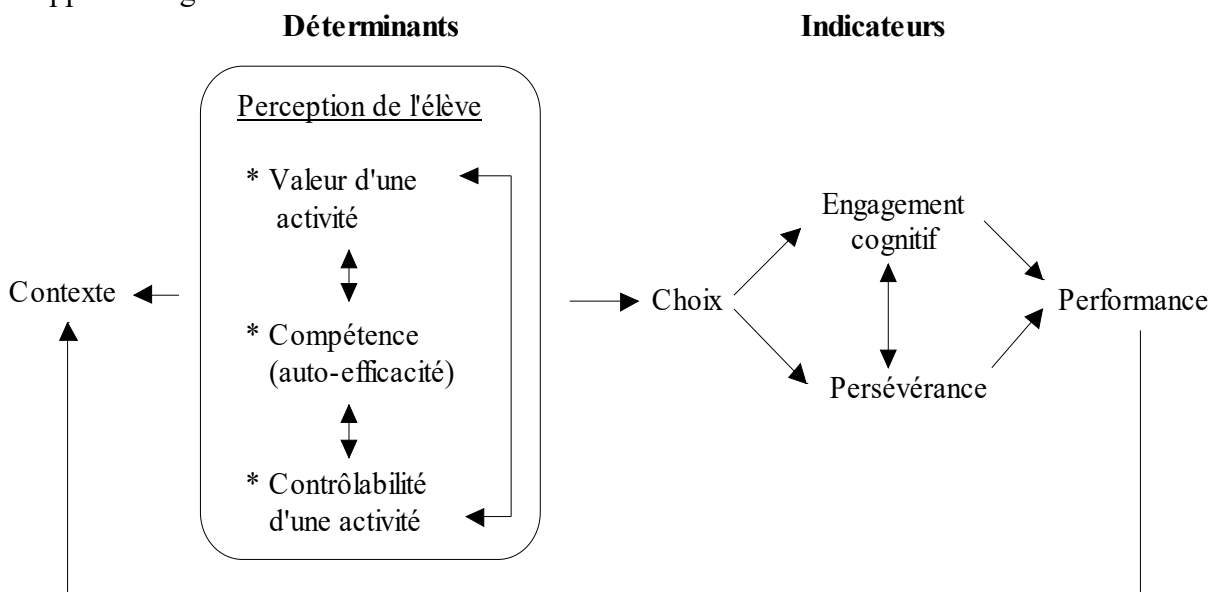 Déterminants
Indicateurs
Perception de l'élève
* Valeur d'une
activité
* Compétence
(auto-efficacité)
* Contrôlabilité
d'une activité
Contexte
Choix
Engagement
cognitif
Persévérance
Performance